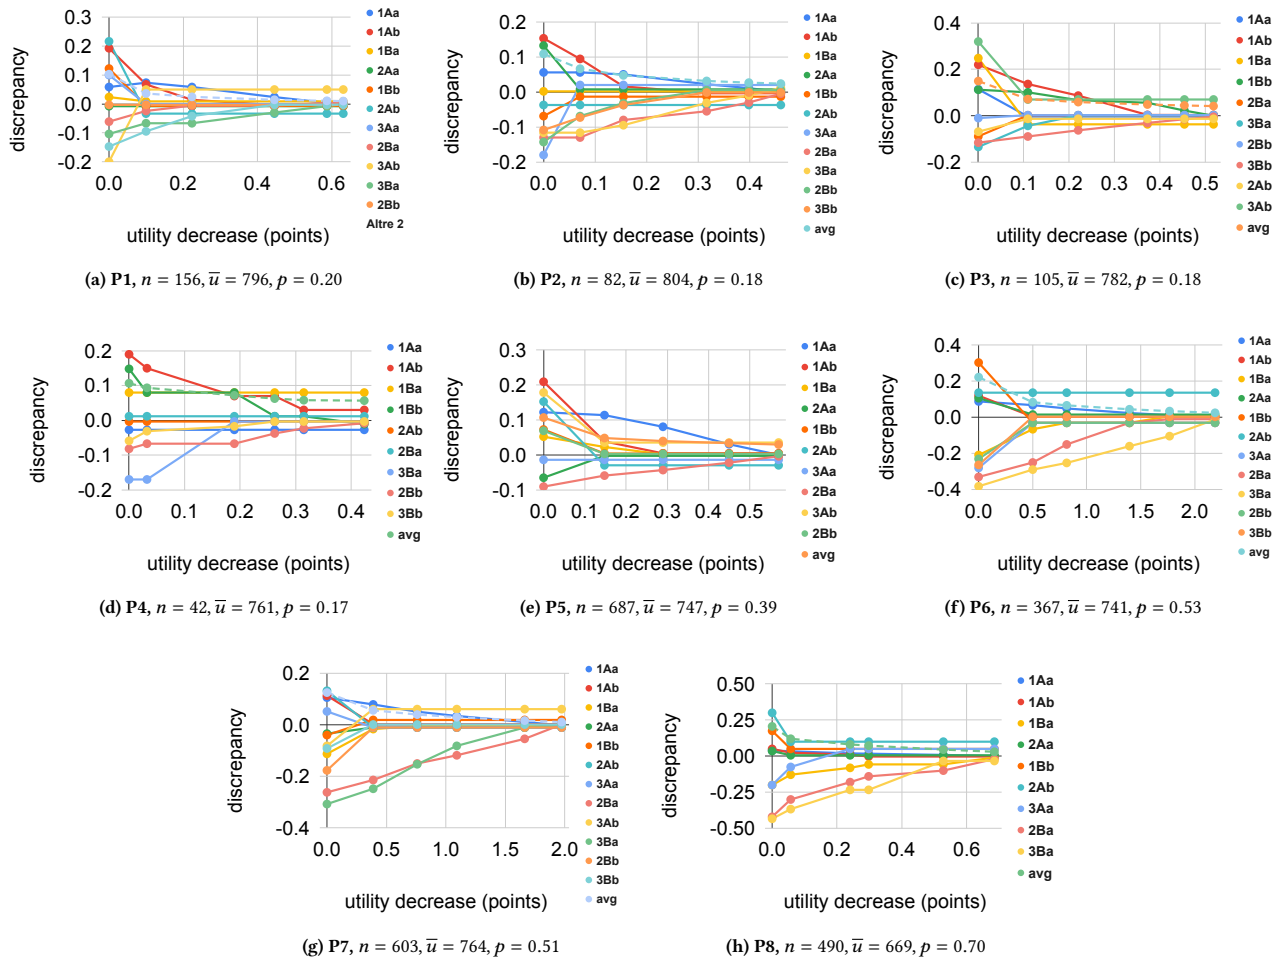 0.3
0.2
0.1
0.0
-0.1
-0.2
discrepancy
0.0 0.2 0.4 0.6
utility decrease (points)
1Aa
1Ab
1Ba
2Aa
1Bb
2Ab
3Aa
2Ba
3Ab
3Ba
2Bb
Altre 2
(a) P1, n = 156, u̅ = 796, p = 0.20
0.2
0.1
0.0
-0.1
-0.2
discrepancy
0.0 0.1 0.2 0.3 0.4
utility decrease (points)
1Aa
1Ab
1Ba
2Aa
1Bb
2Ab
3Aa
2Ba
3Ba
2Bb
3Bb
avg
(b) P2, n = 82, u̅ = 804, p = 0.18
0.4
0.2
0.0
-0.2
discrepancy
0.0 0.1 0.2 0.3 0.4 0.5
utility decrease (points)
1Aa
1Ab
1Ba
1Bb
2Ba
3Ba
2Bb
2Ba
2Ab
3Ab
avg
(c) P3, n = 105, u̅ = 782, p = 0.18
0.2
0.1
0.0
-0.1
-0.2
discrepancy
0.0 0.1 0.2 0.3 0.4
utility decrease (points)
1Aa
1Ab
1Ba
1Bb
2Ab
2Ba
3Ba
2Bb
3Bb
avg
(d) P4, n = 42, u̅ = 761, p = 0.17
0.3
0.2
0.1
0.0
-0.1
discrepancy
0.0 0.1 0.2 0.3 0.4 0.5
utility decrease (points)
1Aa
1Ab
1Ba
2Aa
1Bb
2Ab
3Aa
2Ba
3Ab
2Bb
avg
(e) P5, n = 687, u̅ = 747, p = 0.39
0.4
0.2
0.0
-0.2
-0.4
discrepancy
0.0 0.5 1.0 1.5 2.0
utility decrease (points)
1Aa
1Ab
1Ba
2Aa
1Bb
2Ab
3Aa
2Ba
3Ba
2Bb
3Bb
avg
(f) P6, n = 367, u̅ = 741, p = 0.53
0.2
0.0
-0.2
-0.4
discrepancy
0.0 0.5 1.0 1.5 2.0
utility decrease (points)
1Aa
1Ab
1Ba
2Aa
1Bb
2Ab
3Aa
2Ba
3Ab
3Ba
2Bb
3Bb
avg
(g) P7, n = 603, u̅ = 764, p = 0.51
0.50
0.25
0.00
-0.25
-0.50
discrepancy
0.0 0.2 0.4 0.6
utility decrease (points)
1Aa
1Ab
1Ba
2Aa
1Bb
2Ab
3Aa
2Ba
3Ba
avg
(h) P8, n = 490, u̅ = 669, p = 0.70